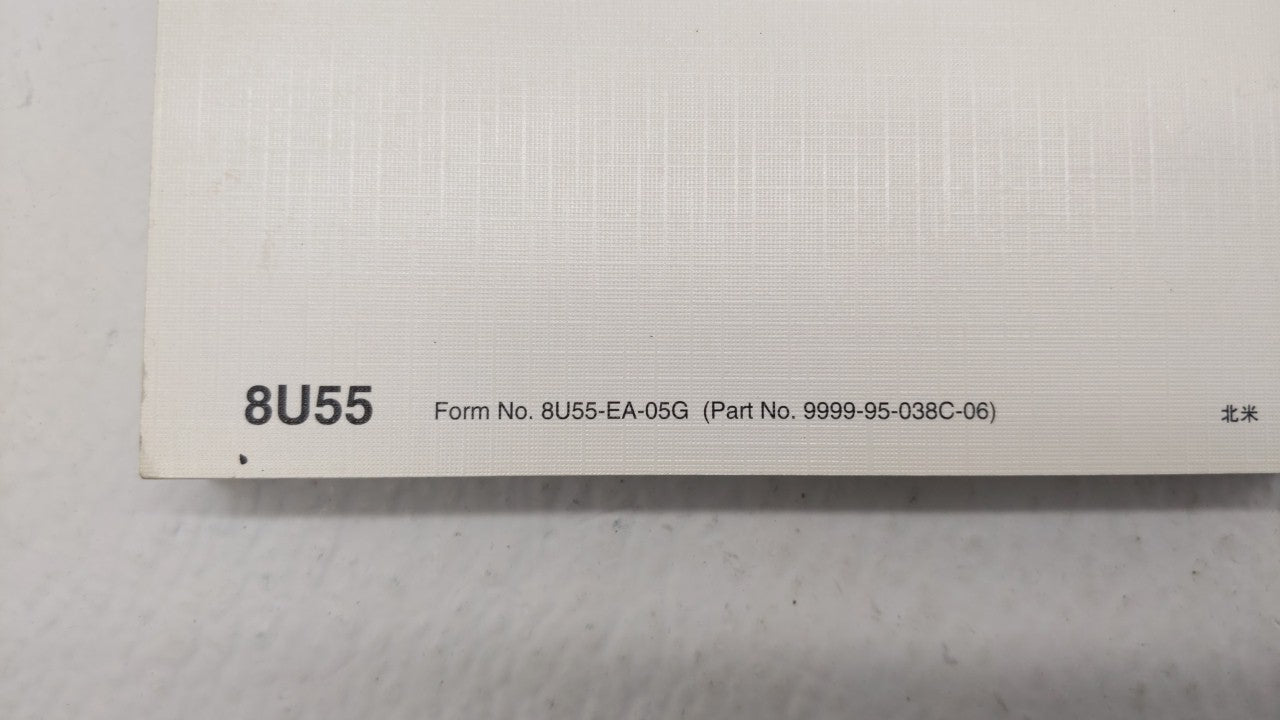 8U55 Form No. 8U55-EA-05G (Part No. 9999-95-038C-06) 北米